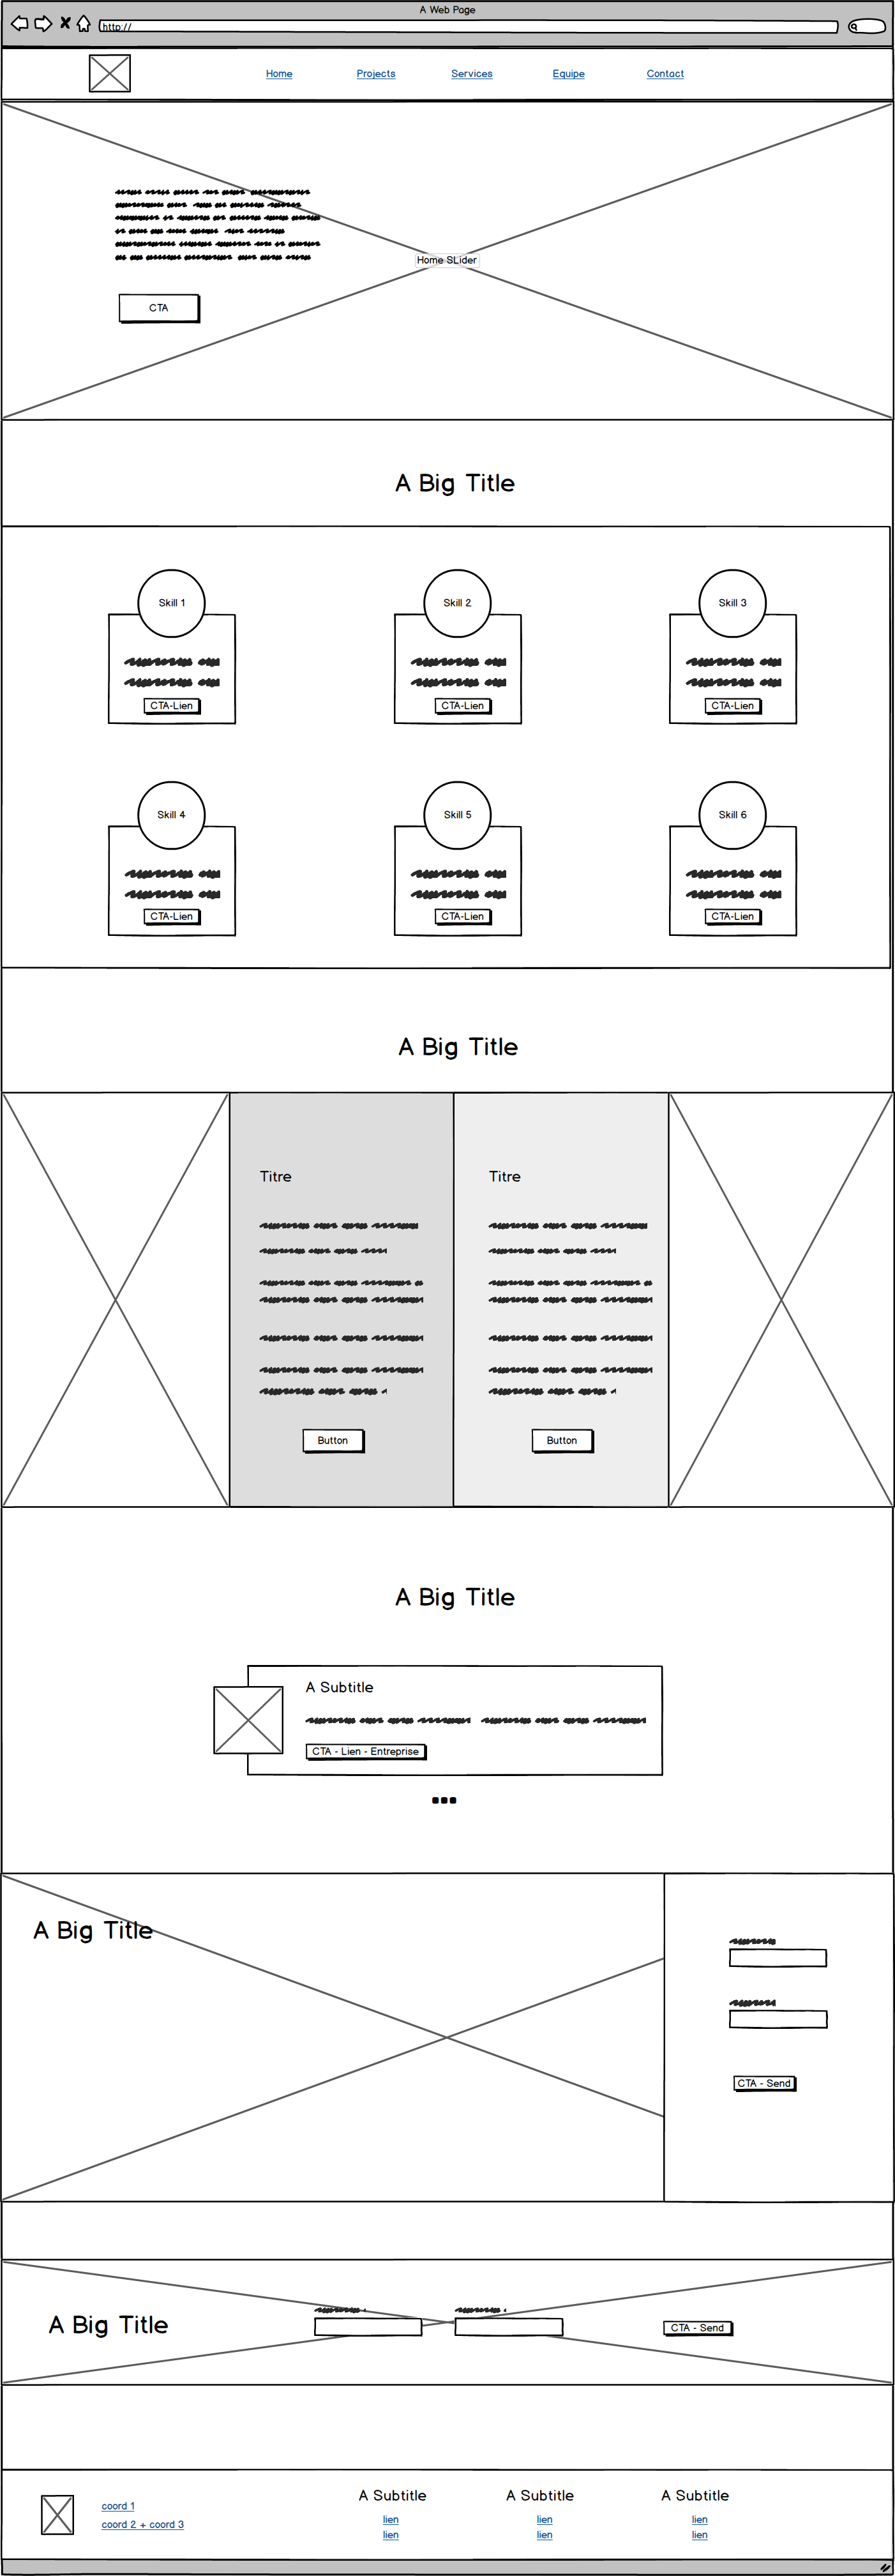 A Web Page
http://
Home Projects Services Equipe Contact
Home SLider
CTA
A Big Title
Skill 1 Skill 2 Skill 3
CTA-Lien CTA-Lien CTA-Lien
Skill 4 Skill 5 Skill 6
CTA-Lien CTA-Lien CTA-Lien
A Big Title
Titre Titre
Button Button
A Big Title
A Subtitle
CTA - Lien - Entreprise
A Big Title
CTA - Send
A Big Title
CTA - Send
A Subtitle A Subtitle A Subtitle
coord 1
lien lien lien
coord 2 + coord 3
lien lien lien